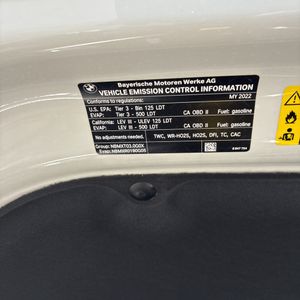 Bayerische Motoren Werke AG
VEHICLE EMISSION CONTROL INFORMATION
Conforms to regulations: MY 2022
U.S. EPA: Tier 3 - Bin 125 LDT Fuel: gasoline
EVAP: Tier 3 - 500 LDT CA OBD II
California: LEV III - ULEV 125 LDT Fuel: gasoline
EVAP: LEV III - 500 LDT CA OBD II
No adjustments needed. TWC, WR-HO2S, HO2S, DFI, TC, CAC